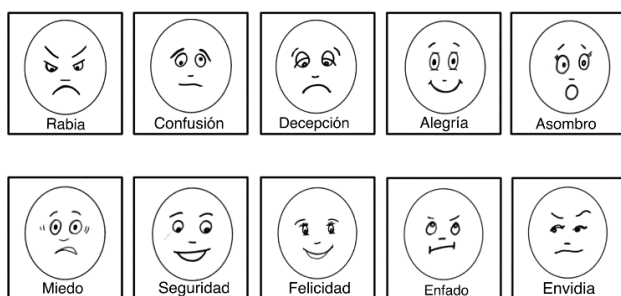 Rabia Confusión Decepción Alegría Asombro
Miedo Seguridad Felicidad Enfado Envidia